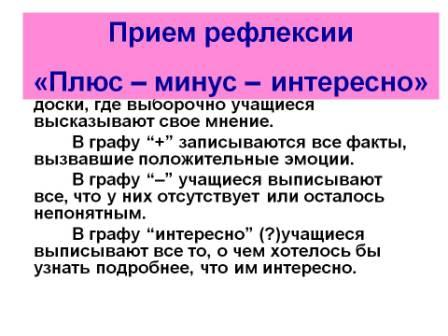 Прием рефлексии
«Плюс – минус – интересно»
доски, где выборочно учащиеся
высказывают свое мнение.
В графу “+” записываются все факты,
вызвавшие положительные эмоции.
В графу “–” учащиеся выписывают
все, что у них отсутствует или осталось
непонятным.
В графу “интересно” (?)учащиеся
выписывают все то, о чем хотелось бы
узнать подробнее, что им интересно.